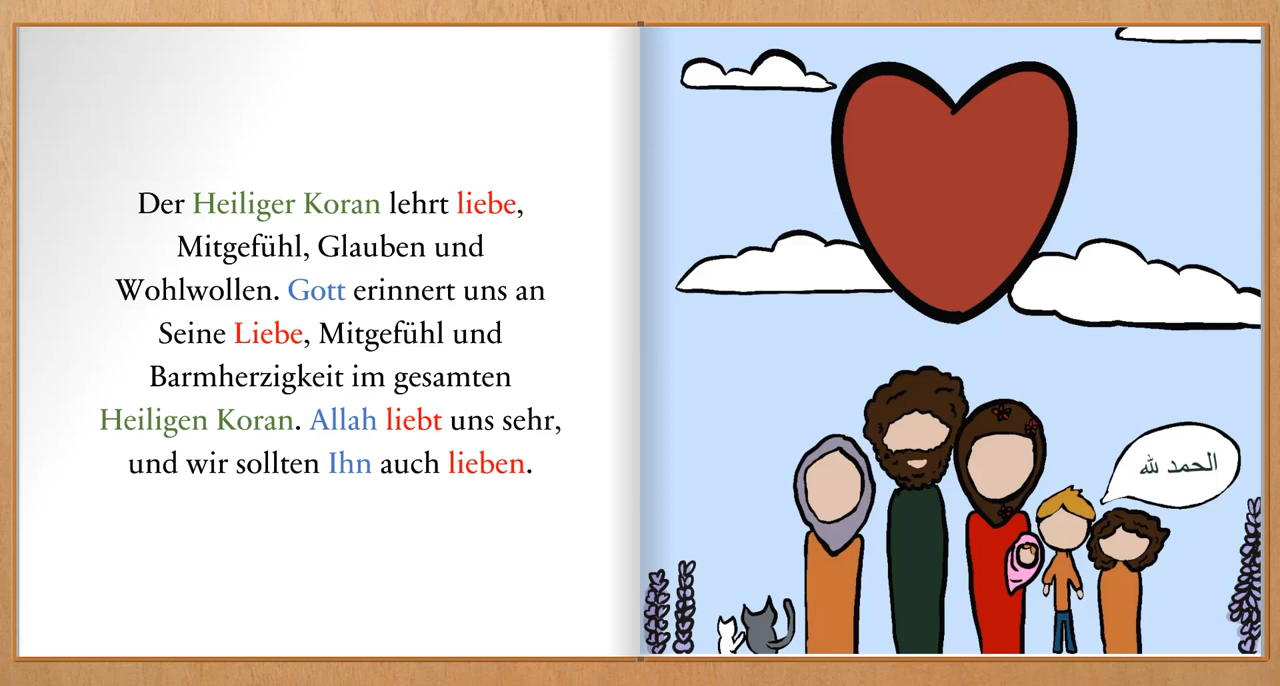 Der Heiliger Koran lehrt liebe,
Mitgefühl, Glauben und
Wohlwollen. Gott erinnert uns an
Seine Liebe, Mitgefühl und
Barmherzigkeit im gesamten
Heiligen Koran. Allah liebt uns sehr,
und wir sollten Ihn auch lieben.
الحمد لله